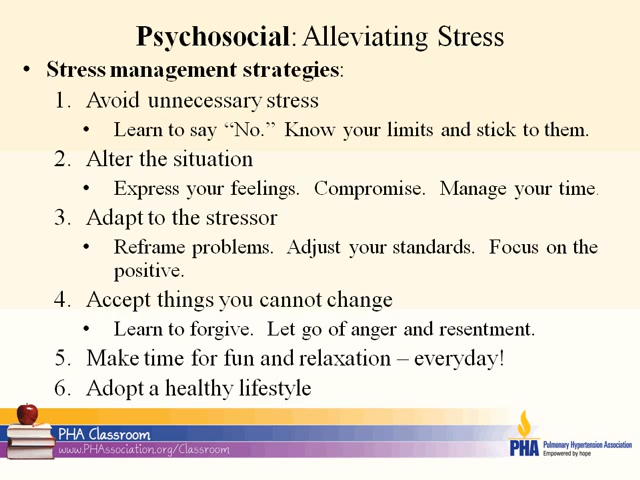 Psychosocial: Alleviating Stress
• Stress management strategies:
1. Avoid unnecessary stress
• Learn to say “No.” Know your limits and stick to them.
2. Alter the situation
• Express your feelings. Compromise. Manage your time.
3. Adapt to the stressor
• Reframe problems. Adjust your standards. Focus on the
positive.
4. Accept things you cannot change
• Learn to forgive. Let go of anger and resentment.
5. Make time for fun and relaxation – everyday!
6. Adopt a healthy lifestyle
PHA Classroom
www.PHAssociation.org/Classroom
PHA Pulmonary Hypertension Association
Empowered by hope